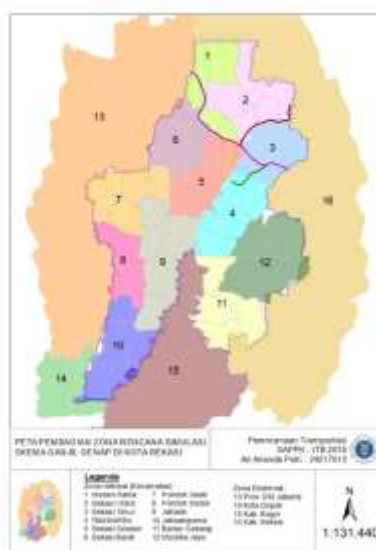 1
2
13
3
6
5
16
7
4
8
9
12
11
10
15
14
PETA PEMBAGIAN ZONA RENCANA SIMULASI
SKEMA GANJIL-GENAP DI KOTA BEKASI
Perencanaan Transportasi
SAPPK - ITB 2018
Legenda
1 Medan Satria
2 Bekasi Utara
3 Bekasi Timur
4 Rawalumbu
5 Bekasi Selatan
6 Bekasi Barat
7 Pondok Gede
8 Pondok Melati
9 Jatiasih
10 Jatisampurna
11 Bantar Gebang
12 Mustika Jaya
Zona Eksternal
13 Prov. DKI Jakarta
14 Kota Depok
15 Kab. Bogor
16 Kab. Bekasi
N
1:131.440